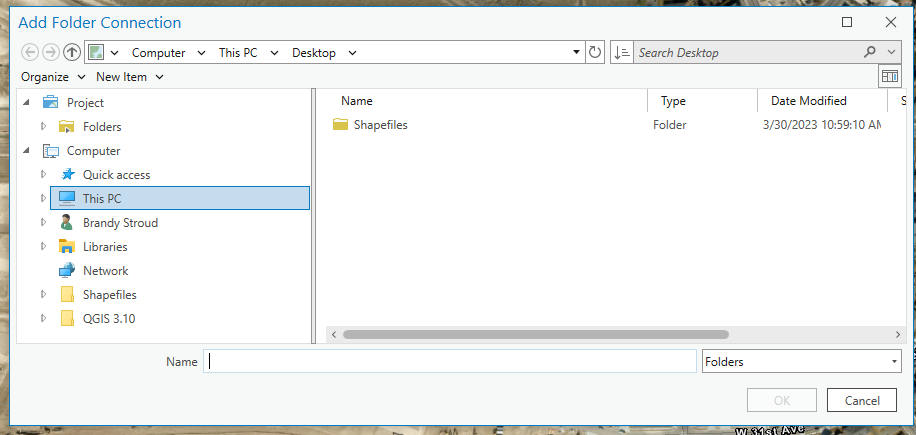 Add Folder Connection
Computer This PC Desktop Search Desktop
Organize New Item
Project
Folders
Computer
Quick access
This PC
Brandy Stroud
Libraries
Network
Shapefiles
QGIS 3.10
Name Type Date Modified S
Shapefiles Folder 3/30/2023 10:59:10 AM
Name Folders
OK Cancel
W 31st Ave